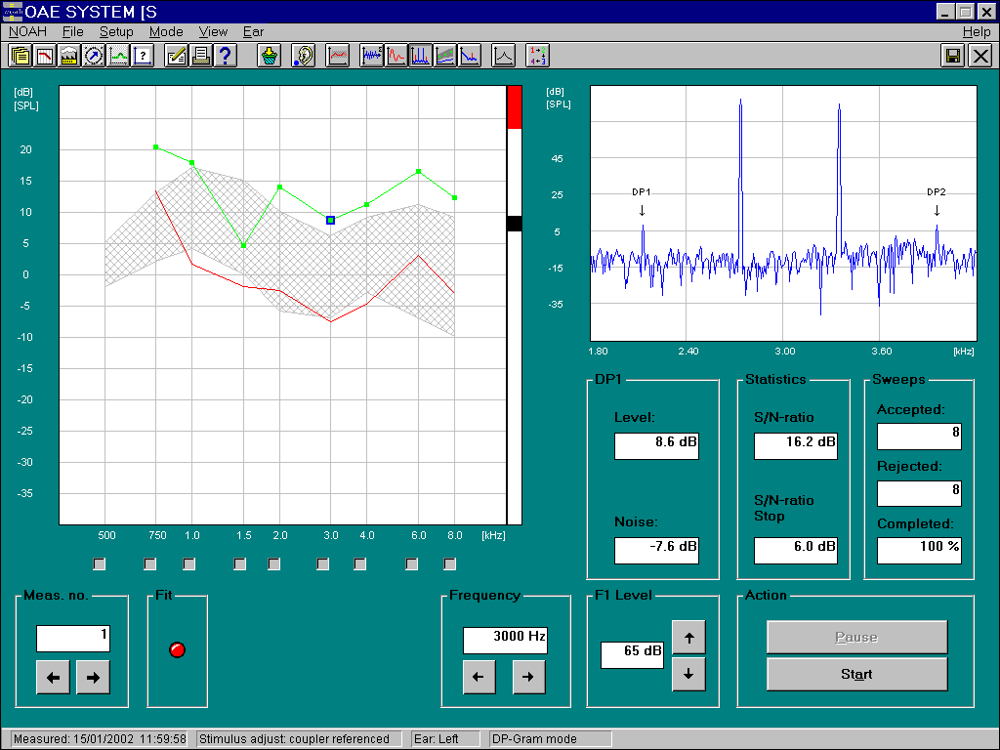 OAE SYSTEM [S
NOAH File Setup Mode View Ear Help
[dB]
[SPL]
20
15
10
5
0
-5
-10
-15
-20
-25
-30
-35
500 750 1.0 1.5 2.0 3.0 4.0 6.0 8.0 [kHz]
[dB]
[SPL]
45
25
5
-15
-35
DP1 DP2
1.80 2.40 3.00 3.60 [kHz]
DP1
Level:
8.6 dB
Noise:
-7.6 dB
Statistics
S/N-ratio
16.2 dB
S/N-ratio
Stop
6.0 dB
Sweeps
Accepted:
8
Rejected:
8
Completed:
100 %
Meas. no.
1
Fit
Frequency
3000 Hz
F1 Level
65 dB
Action
Pause
Start
Measured: 15/01/2002 11:59:58 Stimulus adjust: coupler referenced Ear: Left DP-Gram mode